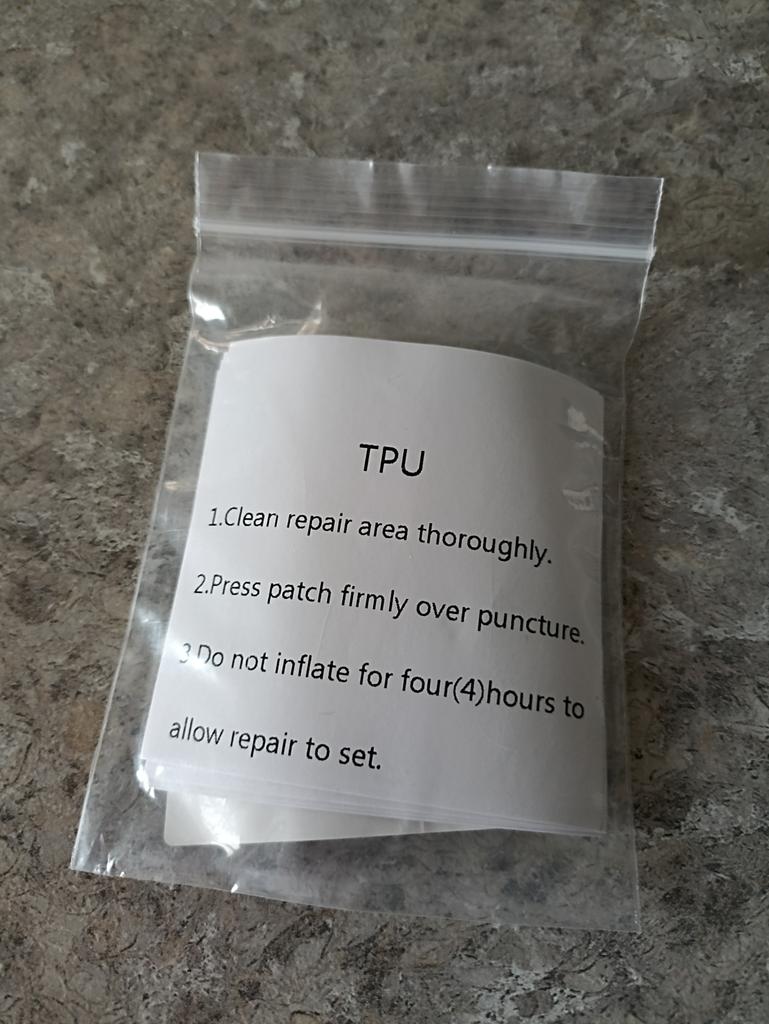 TPU
1.Clean repair area thoroughly.
2.Press patch firmly over puncture.
3.Do not inflate for four(4)hours to
allow repair to set.